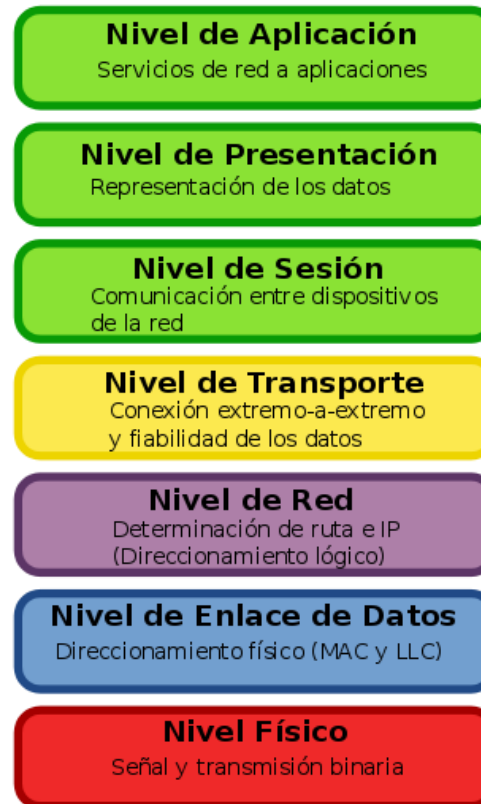 Nivel de Aplicación
Servicios de red a aplicaciones
Nivel de Presentación
Representación de los datos
Nivel de Sesión
Comunicación entre dispositivos
de la red
Nivel de Transporte
Conexión extremo-a-extremo
y fiabilidad de los datos
Nivel de Red
Determinación de ruta e IP
(Direccionamiento lógico)
Nivel de Enlace de Datos
Direccionamiento físico (MAC y LLC)
Nivel Físico
Señal y transmisión binaria